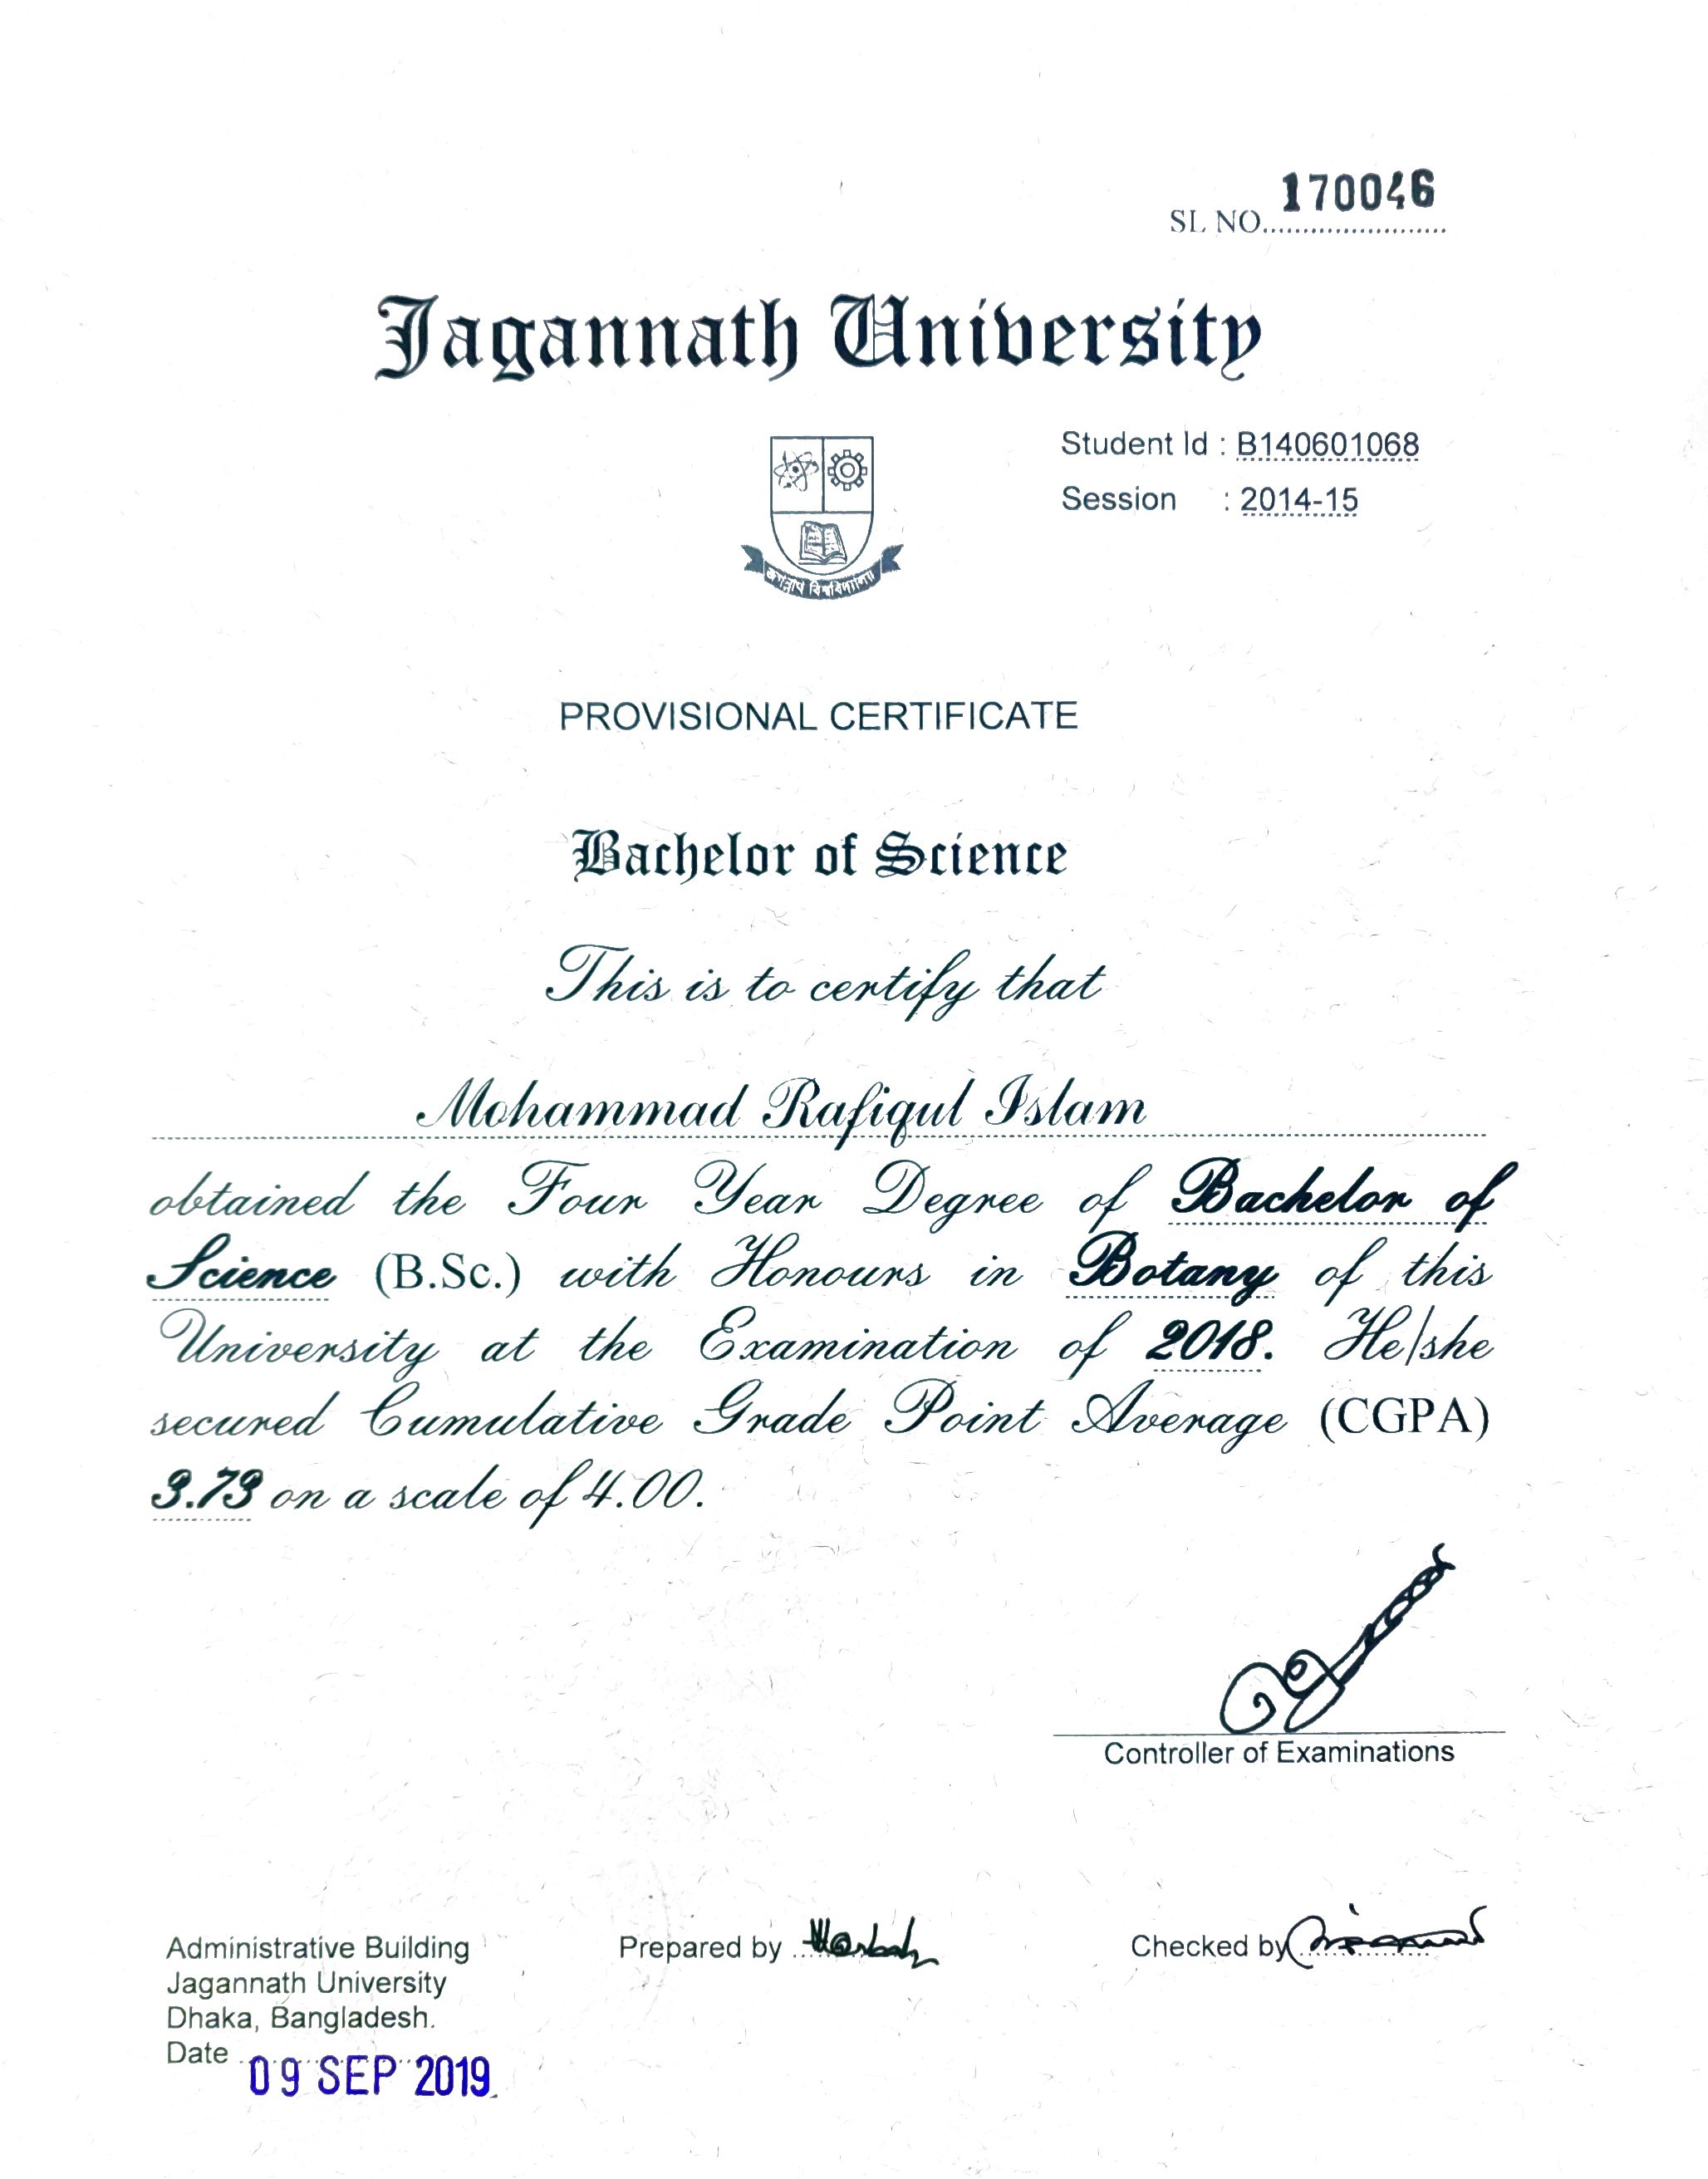 SL NO. 170046
Jagannath University
Student Id : B140601068
Session : 2014-15
জগন্নাথ বিশ্ববিদ্যালয়
PROVISIONAL CERTIFICATE
Bachelor of Science
This is to certify that
Mohammad Rafiqul Islam
obtained the Four Year Degree of Bachelor of
Science (B.Sc.) with Honours in Botany of this
University at the Examination of 2018. He/she
secured Cumulative Grade Point Average (CGPA)
3.73 on a scale of 4.00.
Controller of Examinations
Administrative Building
Jagannath University
Dhaka, Bangladesh.
Date 09 SEP 2019
Prepared by
Checked by